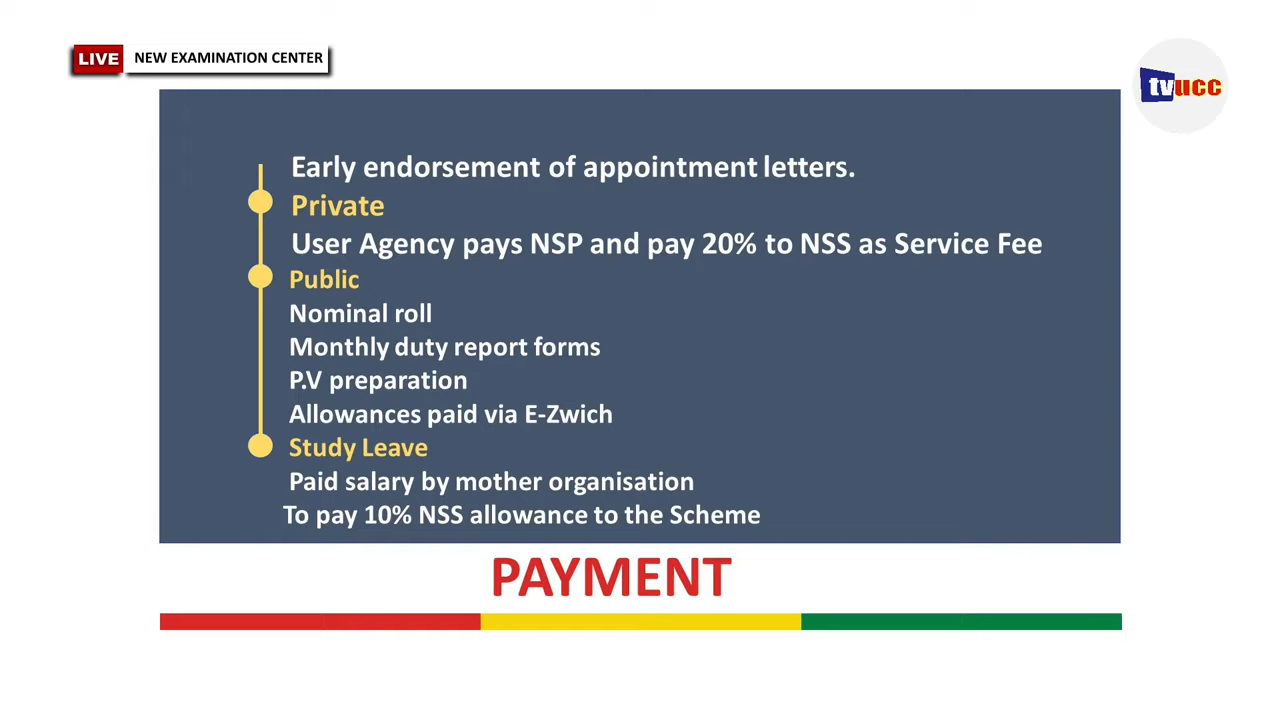 LIVE NEW EXAMINATION CENTER
tvucc
Early endorsement of appointment letters.
Private
User Agency pays NSP and pay 20% to NSS as Service Fee
Public
Nominal roll
Monthly duty report forms
P.V preparation
Allowances paid via E-Zwich
Study Leave
Paid salary by mother organisation
To pay 10% NSS allowance to the Scheme
PAYMENT